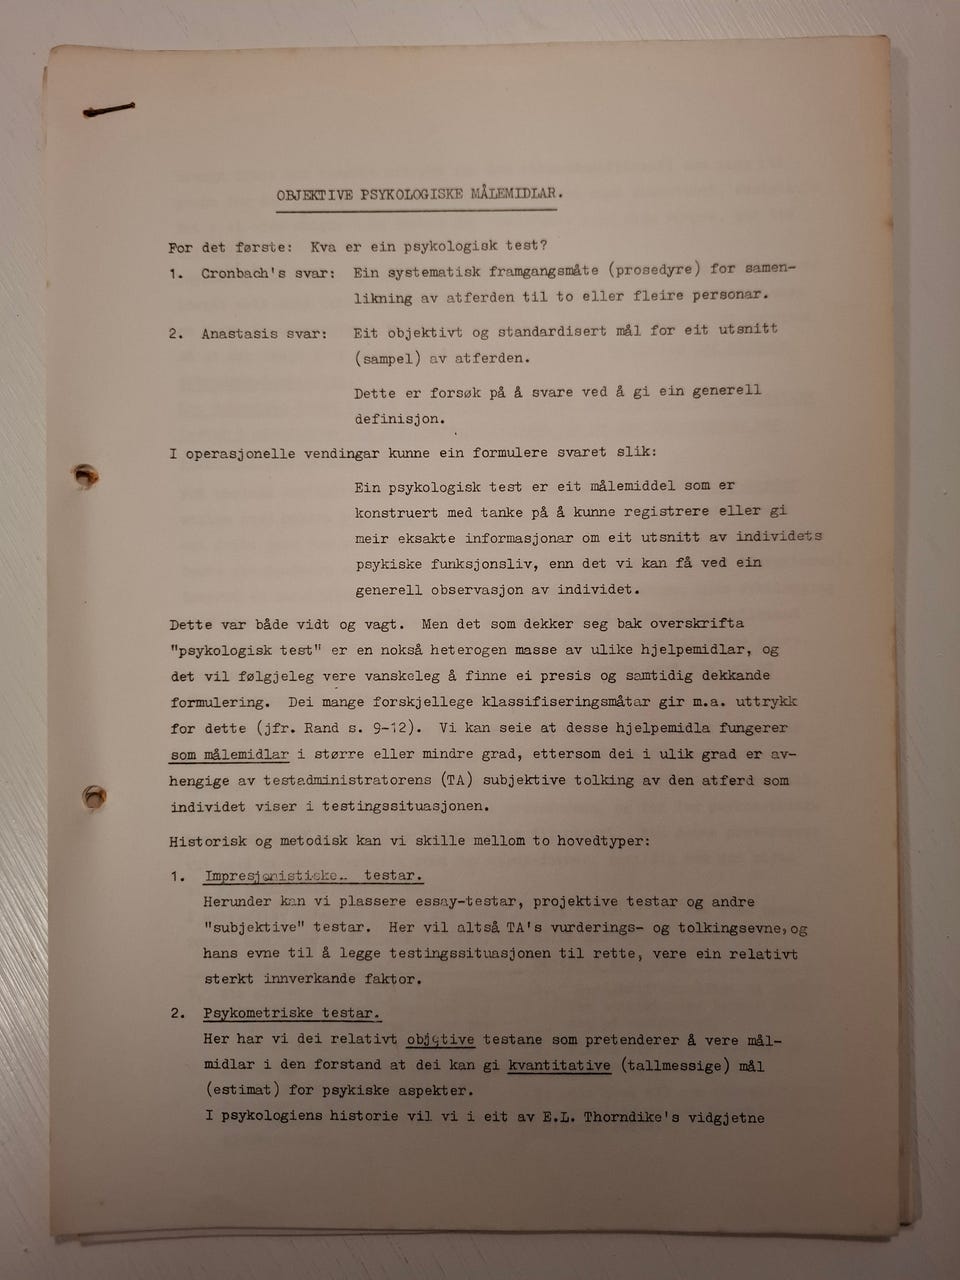 OBJEKTIVE PSYKOLOGISKE MÅLEMIDLAR.
For det første: Kva er ein psykologisk test?
1. Cronbach's svar: Ein systematisk framgangsmåte (prosedyre) for samen-
likning av atferden til to eller fleire personar.
2. Anastasis svar: Eit objektivt og standardisert mål for eit utsnitt
(sampel) av atferden.
Dette er forsøk på å svare ved å gi ein generell
definisjon.
I operasjonelle vendingar kunne ein formulere svaret slik:
Ein psykologisk test er eit målemiddel som er
konstruert med tanke på å kunne registrere eller gi
meir eksakte informasjonar om eit utsnitt av individets
psykiske funksjonsliv, enn det vi kan få ved ein
generell observasjon av individet.
Dette var både vidt og vagt. Men det som dekker seg bak overskrifta
"psykologisk test" er en nokså heterogen masse av ulike hjelpemidlar, og
det vil følgjeleg vere vanskeleg å finne ei presis og samtidig dekkande
formulering. Dei mange forskjellege klassifiseringsmåtar gir m.a. uttrykk
for dette (jfr. Rand s. 9-12). Vi kan seie at desse hjelpemidla fungerer
som målemidlar i større eller mindre grad, ettersom dei i ulik grad er av-
hengige av testadministratorens (TA) subjektive tolking av den atferd som
individet viser i testingssituasjonen.
Historisk og metodisk kan vi skille mellom to hovedtyper:
1. Impresjonistiske.. testar.
Herunder kan vi plassere essay-testar, projektive testar og andre
"subjektive" testar. Her vil altså TA's vurderings- og tolkingsevne, og
hans evne til å legge testingssituasjonen til rette, vere ein relativt
sterkt innverkande faktor.
2. Psykometriske testar.
Her har vi dei relativt objetive testane som pretenderer å vere mål-
midlar i den forstand at dei kan gi kvantitative (tallmessige) mål
(estimat) for psykiske aspekter.
I psykologiens historie vil vi i eit av E.L. Thorndike's vidgjetne